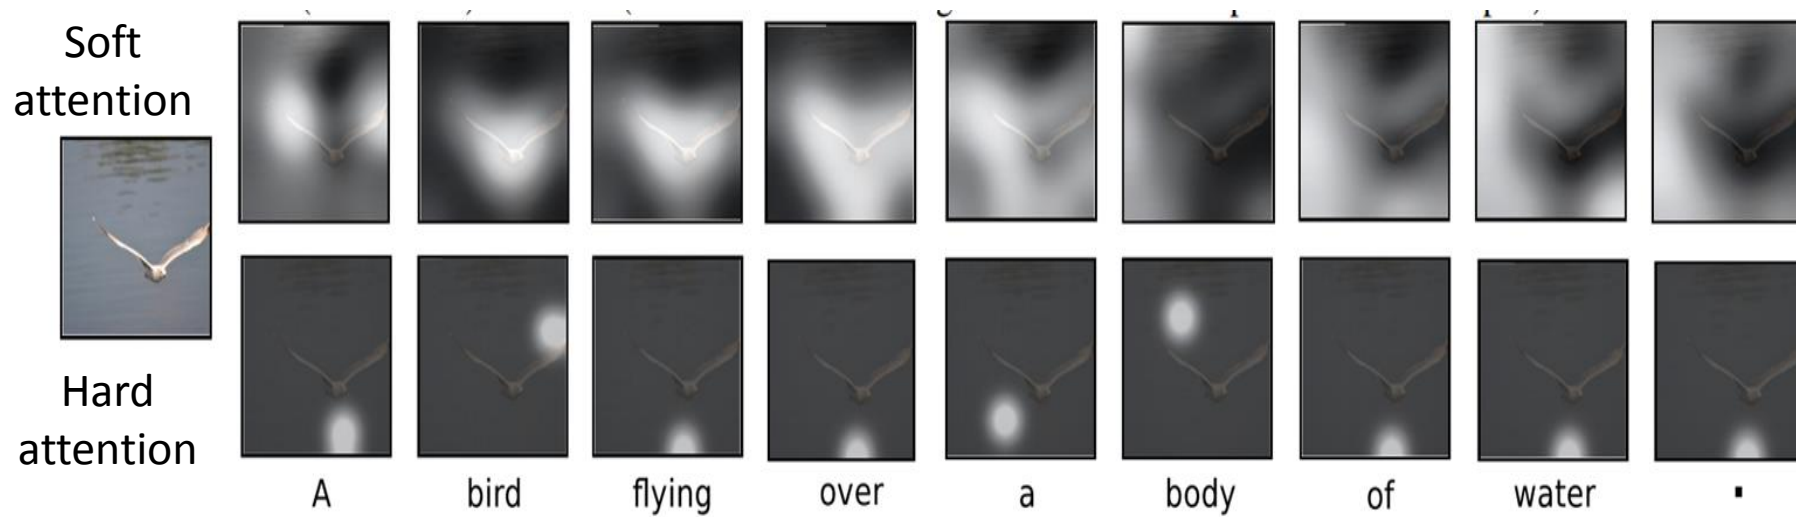 Soft
attention
Hard
attention
A bird flying over a body of water .